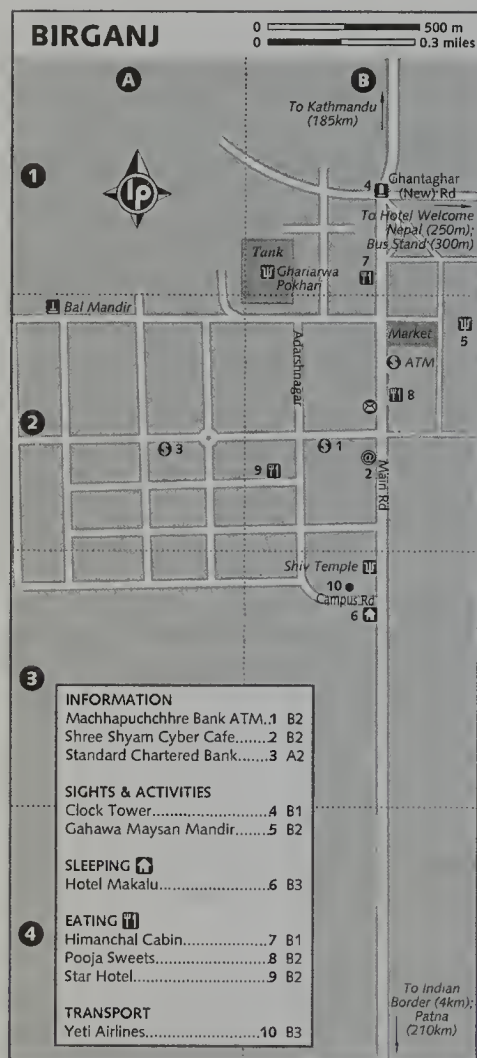 BIRGANJ
0 500 m
0 0.3 miles
A
B
To Kathmandu
(185km)
1
lp
4
Ghantaghar
(New) Rd
To Hotel Welcome
Nepal (250m);
Bus Stand (300m)
7
Tank
Ghariarwa
Pokhari
Bal Mandir
Adarshnagar
Market
5
ATM
8
2
3
1
@
2
9
Main Rd
Shiv Temple
10
Campus Rd
6
3
INFORMATION
Machhapuchchhre Bank ATM..1 B2
Shree Shyam Cyber Cafe.......2 B2
Standard Chartered Bank.......3 A2
SIGHTS & ACTIVITIES
Clock Tower............................4 B1
Gahawa Maysan Mandir........5 B2
SLEEPING
Hotel Makalu..........................6 B3
EATING
Himanchal Cabin....................7 B1
Pooja Sweets..........................8 B2
Star Hotel...............................9 B2
TRANSPORT
Yeti Airlines..........................10 B3
4
To Indian
Border (4km);
Patna
(210km)